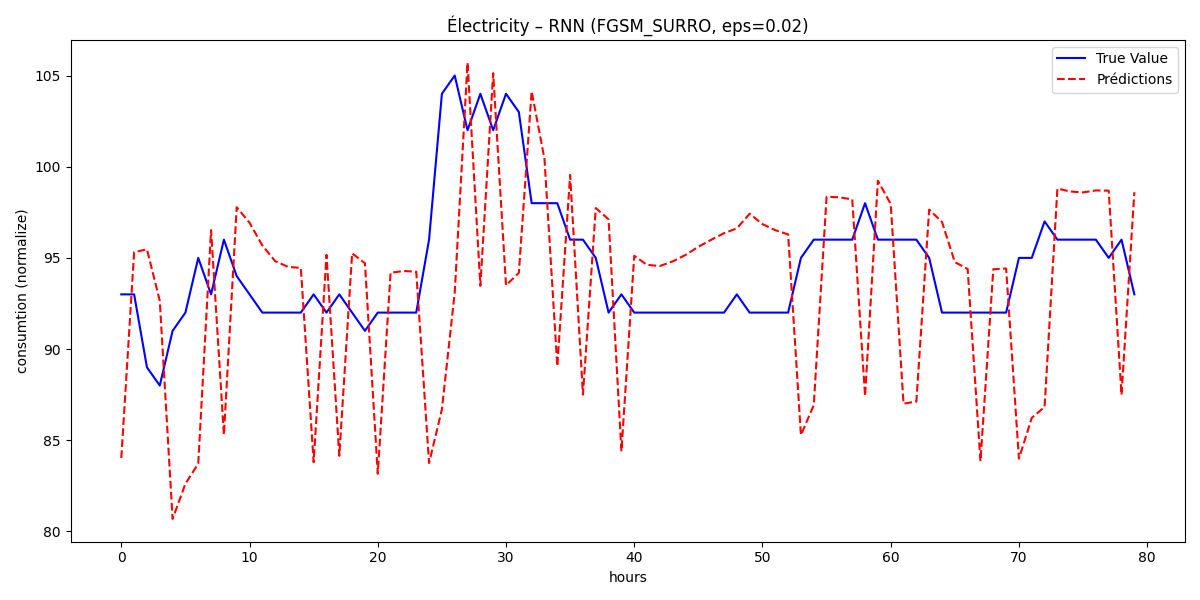 Électricity – RNN (FGSM_SURRO, eps=0.02)
True Value
Prédictions
consumtion (normalize)
105
100
95
90
85
80
0 10 20 30 40 50 60 70 80
hours